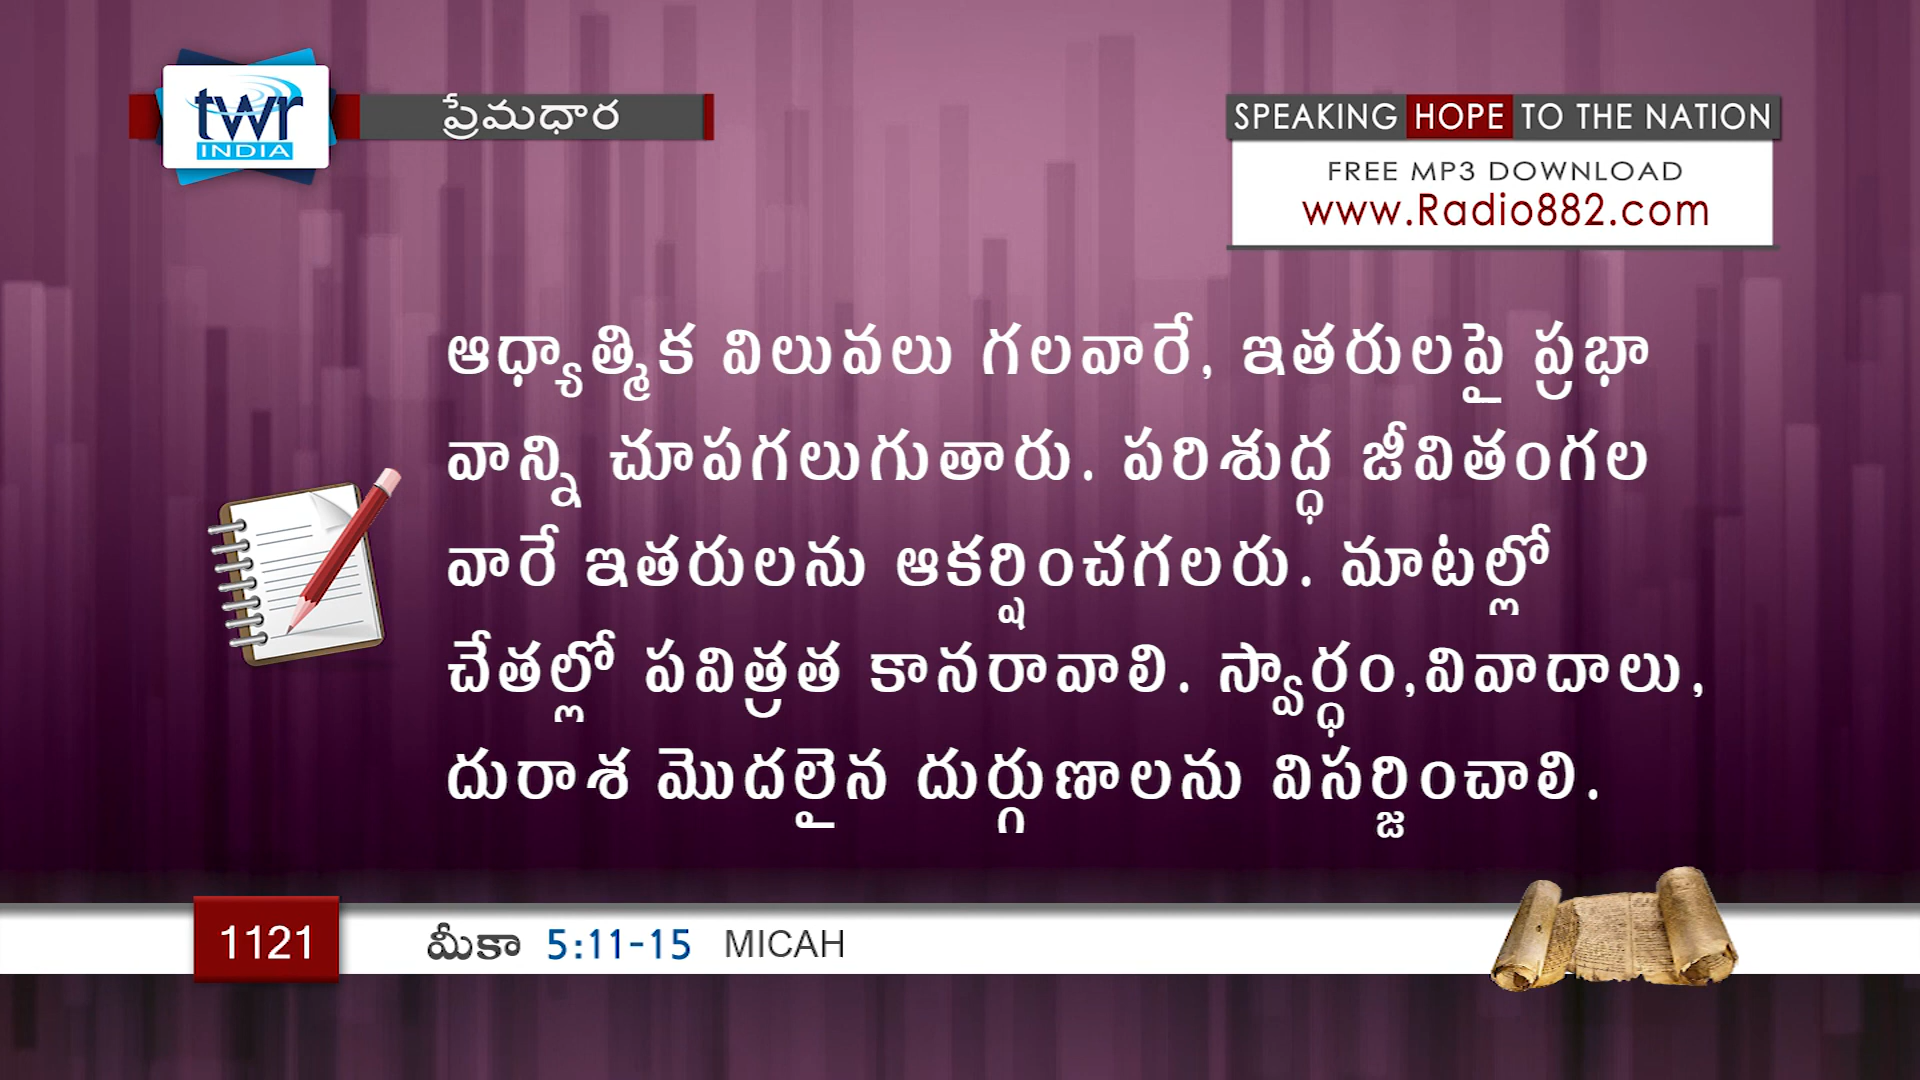 twr
INDIA
ప్రేమధార
SPEAKING HOPE TO THE NATION
FREE MP3 DOWNLOAD
www.Radio882.com
ఆధ్యాత్మిక విలువలు గలవారే, ఇతరులపై ప్రభా
వాన్ని చూపగలుగుతారు. పరిశుద్ధ జీవితంగల
వారే ఇతరులను ఆకర్షించగలరు. మాటల్లో
చేతల్లో పవిత్రత కానరావాలి. స్వార్ధం,వివాదాలు,
దురాశ మొదలైన దుర్గుణాలను విసర్జించాలి.
1121 మీకా 5:11-15 MICAH